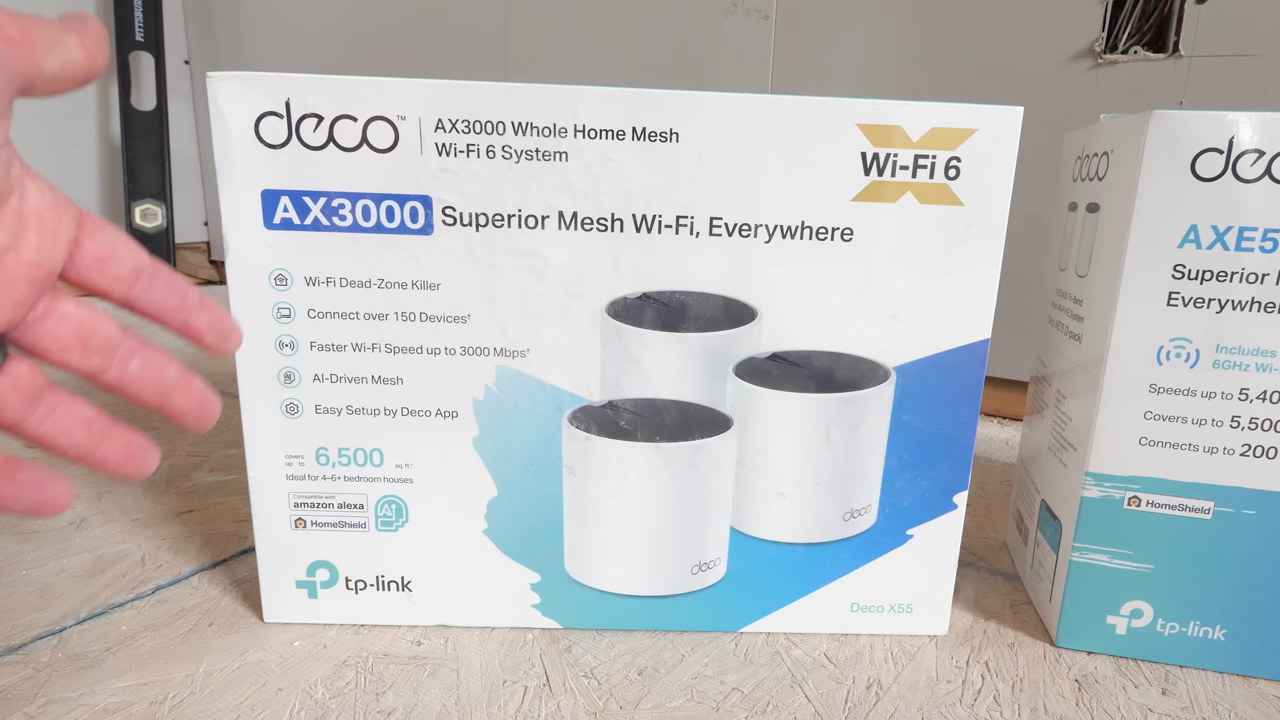 PITTSBUR
deco™
AX3000 Whole Home Mesh
Wi-Fi 6 System
Wi-Fi 6
AX3000 Superior Mesh Wi-Fi, Everywhere
Wi-Fi Dead-Zone Killer
Connect over 150 Devices†
Faster Wi-Fi Speed up to 3000 Mbps†
AI-Driven Mesh
Easy Setup by Deco App
covers up to 6,500 sq. ft.†
Ideal for 4–6+ bedroom houses
Compatible with
amazon alexa
AI
HomeShield
tp-link
deco
deco
Deco X55
deco
dec
AXE5
Superior
Everywhe
Includes
6GHz Wi-
Speeds up to 5,40
Covers up to 5,500
Connects up to 200
HomeShield
tp-link